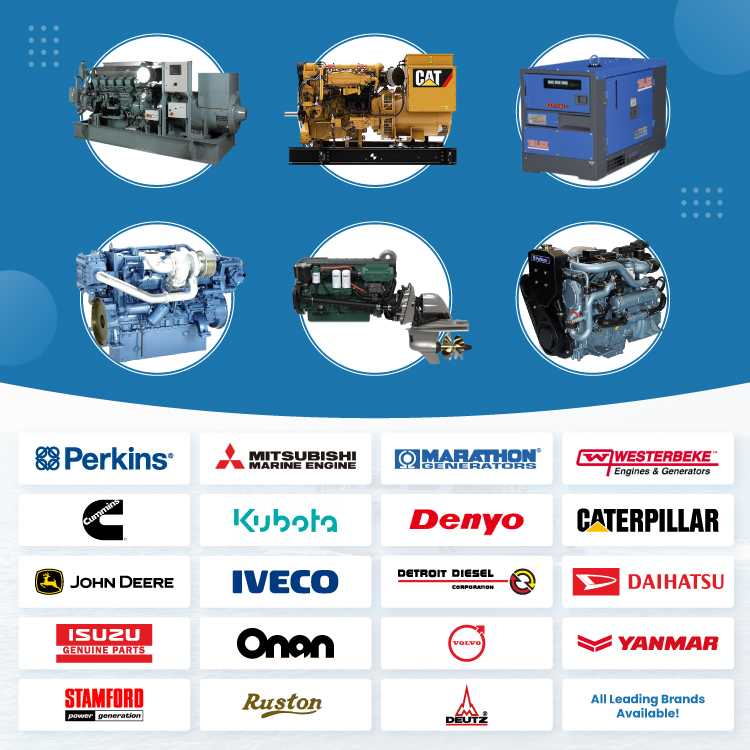 CAT
Perkins®
MITSUBISHI
MARINE ENGINE
MARATHON®
GENERATORS
WESTERBEKE™
Engines & Generators
Cummins
Kubota
Denyo
CATERPILLAR
JOHN DEERE
IVECO
DETROIT DIESEL
CORPORATION
DAIHATSU
ISUZU
GENUINE PARTS
Onan
VOLVO
YANMAR
STAMFORD
power generation
Ruston
DEUTZ
All Leading Brands
Available!